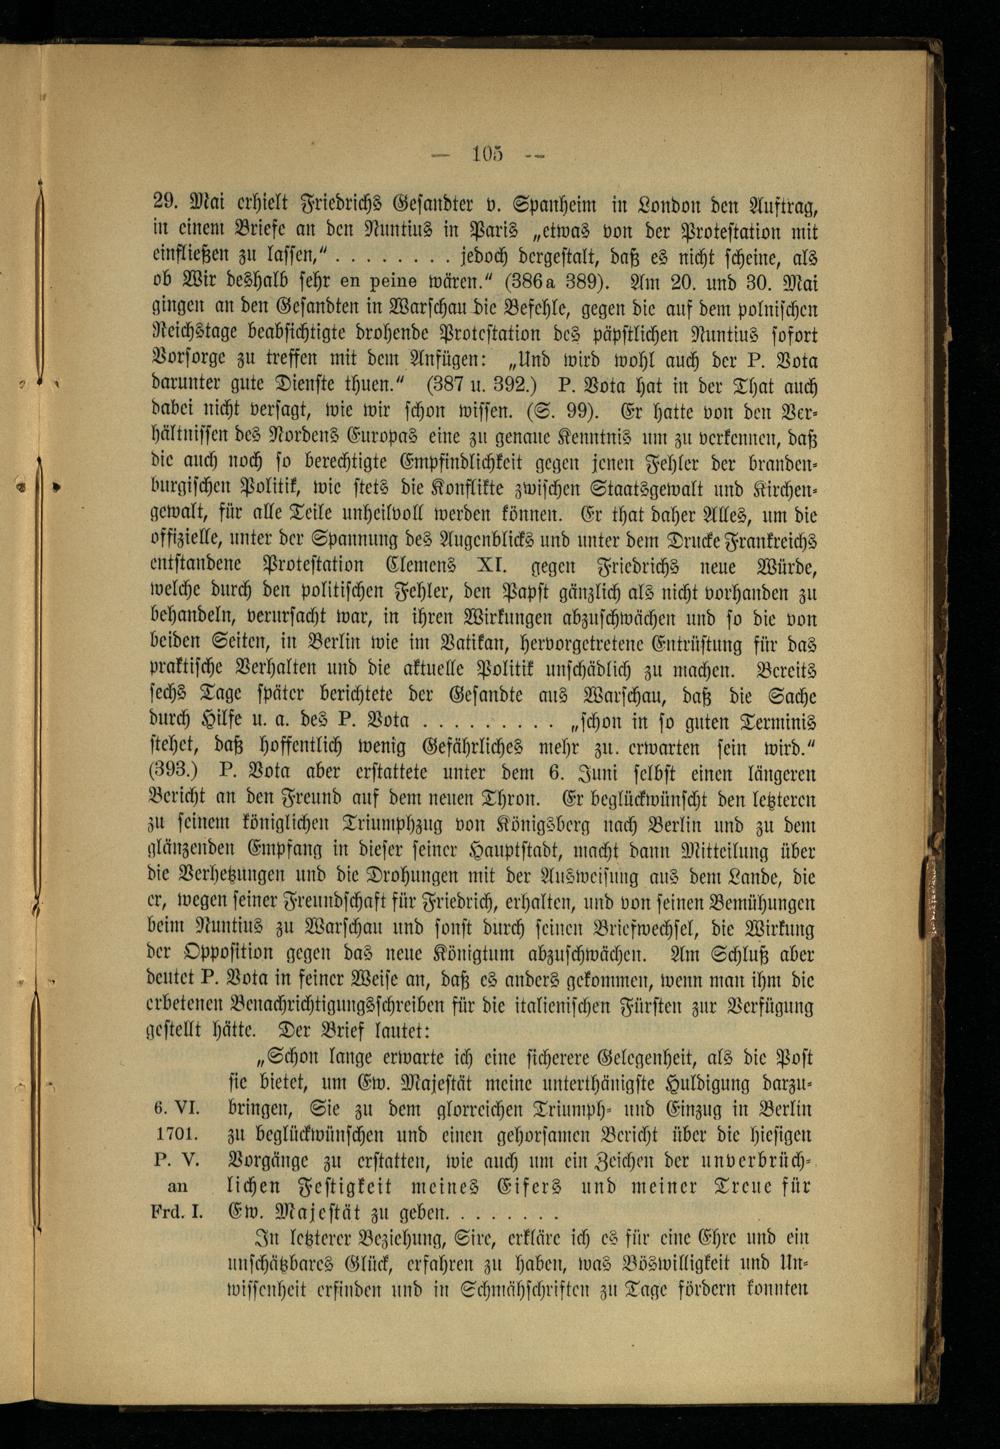 — 105 —
29. Mai erhielt Friedrichs Gesandter v. Spanheim in London den Auftrag,
in einem Briefe an den Nuntius in Paris „etwas von der Protestation mit
einfließen zu lassen,“ . . . . . . . . jedoch dergestalt, daß es nicht scheine, als
ob Wir deshalb sehr en peine wären.“ (386a 389). Am 20. und 30. Mai
gingen an den Gesandten in Warschau die Befehle, gegen die auf dem polnischen
Reichstage beabsichtigte drohende Protestation des päpstlichen Nuntius sofort
Vorsorge zu treffen mit dem Anfügen: „Und wird wohl auch der P. Vota
darunter gute Dienste thuen.“ (387 u. 392.) P. Vota hat in der That auch
dabei nicht versagt, wie wir schon wissen. (S. 99). Er hatte von den Ver-
hältnissen des Nordens Europas eine zu genaue Kenntnis um zu verkennen, daß
die auch noch so berechtigte Empfindlichkeit gegen jenen Fehler der branden-
burgischen Politik, wie stets die Konflikte zwischen Staatsgewalt und Kirchen-
gewalt, für alle Teile unheilvoll werden können. Er that daher Alles, um die
offizielle, unter der Spannung des Augenblicks und unter dem Drucke Frankreichs
entstandene Protestation Clemens XI. gegen Friedrichs neue Würde,
welche durch den politischen Fehler, den Papst gänzlich als nicht vorhanden zu
behandeln, verursacht war, in ihren Wirkungen abzuschwächen und so die von
beiden Seiten, in Berlin wie im Vatikan, hervorgetretene Entrüstung für das
praktische Verhalten und die aktuelle Politik unschädlich zu machen. Bereits
sechs Tage später berichtete der Gesandte aus Warschau, daß die Sache
durch Hilfe u. a. des P. Vota . . . . . . . . . „schon in so guten Terminis
stehet, daß hoffentlich wenig Gefährliches mehr zu. erwarten sein wird.“
(393.) P. Vota aber erstattete unter dem 6. Juni selbst einen längeren
Bericht an den Freund auf dem neuen Thron. Er beglückwünscht den letzteren
zu seinem königlichen Triumphzug von Königsberg nach Berlin und zu dem
glänzenden Empfang in dieser seiner Hauptstadt, macht dann Mitteilung über
die Verhetzungen und die Drohungen mit der Ausweisung aus dem Lande, die
er, wegen seiner Freundschaft für Friedrich, erhalten, und von seinen Bemühungen
beim Nuntius zu Warschau und sonst durch seinen Briefwechsel, die Wirkung
der Opposition gegen das neue Königtum abzuschwächen. Am Schluß aber
deutet P. Vota in feiner Weise an, daß es anders gekommen, wenn man ihm die
erbetenen Benachrichtigungsschreiben für die italienischen Fürsten zur Verfügung
gestellt hätte. Der Brief lautet:
„Schon lange erwarte ich eine sicherere Gelegenheit, als die Post
sie bietet, um Ew. Majestät meine unterthänigste Huldigung darzu-
6. VI. bringen, Sie zu dem glorreichen Triumph- und Einzug in Berlin
1701. zu beglückwünschen und einen gehorsamen Bericht über die hiesigen
P. V. Vorgänge zu erstatten, wie auch um ein Zeichen der unverbrüch-
an lichen Festigkeit meines Eifers und meiner Treue für
Frd. I. Ew. Majestät zu geben. . . . . . . .
In letzterer Beziehung, Sire, erkläre ich es für eine Ehre und ein
unschätzbares Glück, erfahren zu haben, was Böswilligkeit und Un-
wissenheit erfinden und in Schmähschriften zu Tage fördern konnten